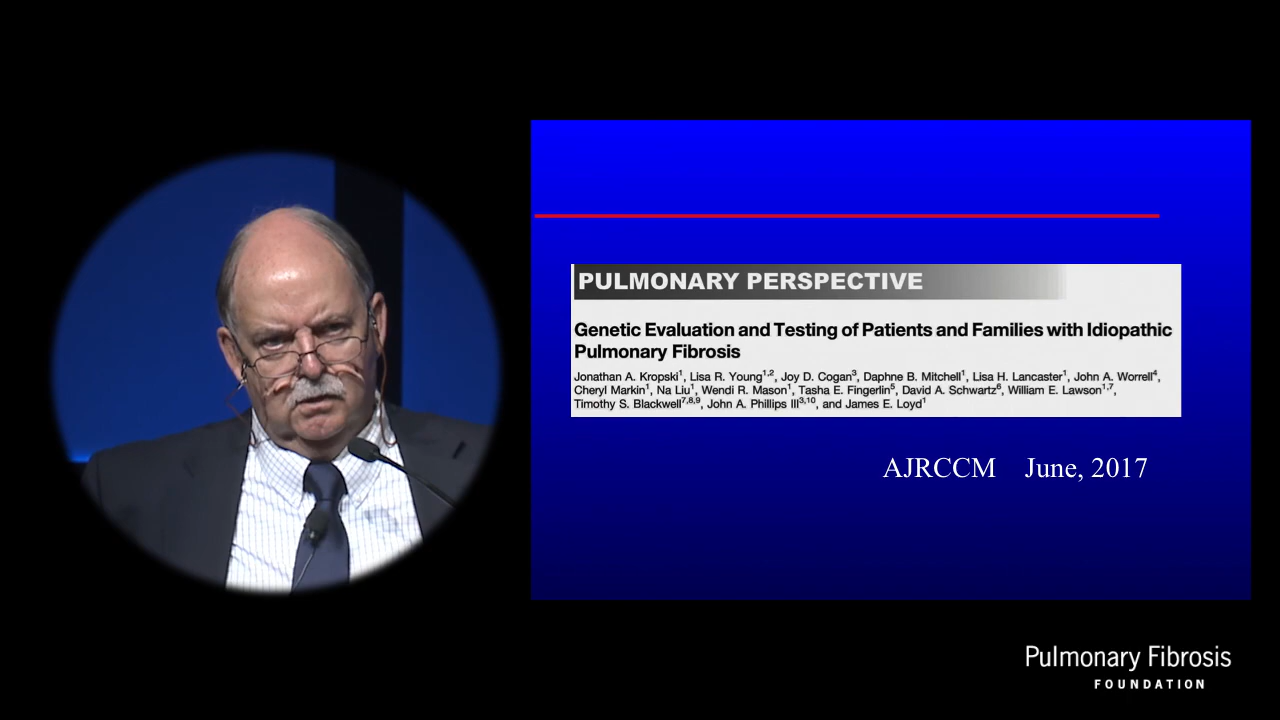 PULMONARY PERSPECTIVE
Genetic Evaluation and Testing of Patients and Families with Idiopathic
Pulmonary Fibrosis
Jonathan A. Kropski¹, Lisa R. Young¹,², Joy D. Cogan³, Daphne B. Mitchell¹, Lisa H. Lancaster¹, John A. Worrell⁴,
Cheryl Markin¹, Na Liu¹, Wendi R. Mason¹, Tasha E. Fingerlin⁵, David A. Schwartz⁶, William E. Lawson¹,⁷,
Timothy S. Blackwell⁷,⁸,⁹, John A. Phillips III³,¹⁰, and James E. Loyd¹
AJRCCM June, 2017
Pulmonary Fibrosis
FOUNDATION